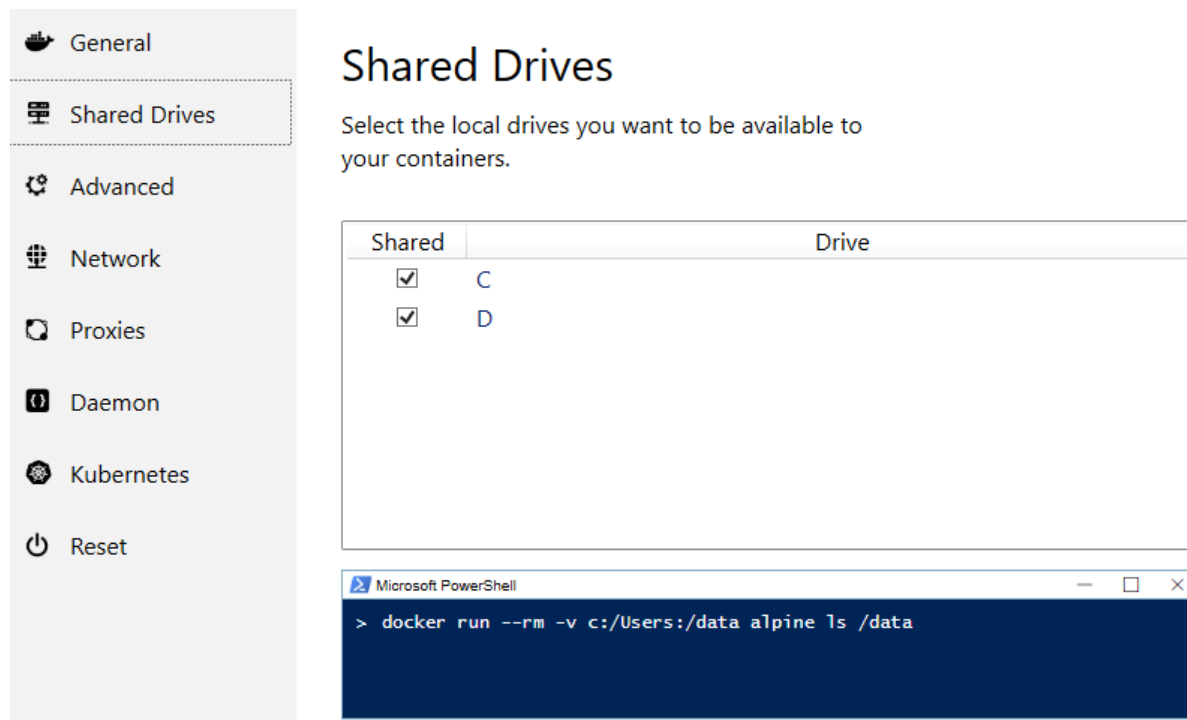 General
Shared Drives
Advanced
Network
Proxies
Daemon
Kubernetes
Reset
Shared Drives
Select the local drives you want to be available to
your containers.
Shared Drive
C
D
Microsoft PowerShell
> docker run --rm -v c:/Users:/data alpine ls /data